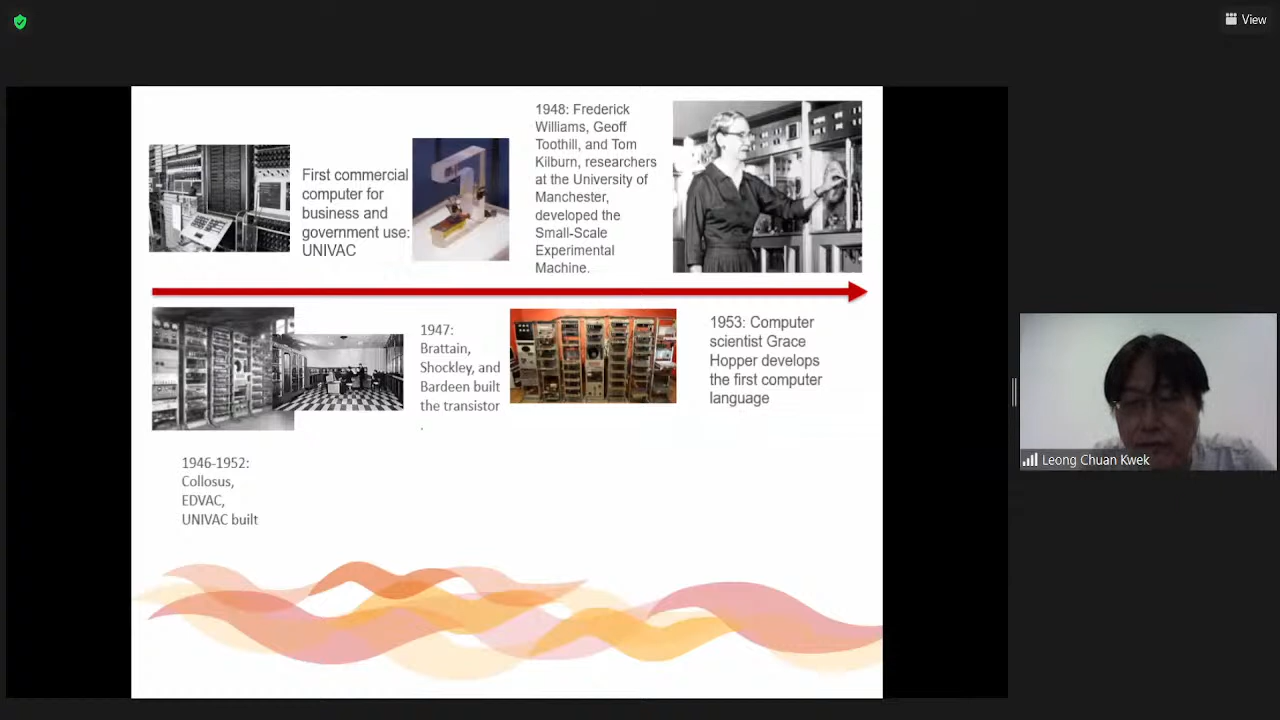 View
First commercial
computer for
business and
government use:
UNIVAC
1948: Frederick
Williams, Geoff
Toothill, and Tom
Kilburn, researchers
at the University of
Manchester,
developed the
Small-Scale
Experimental
Machine.
1947:
Brattain,
Shockley, and
Bardeen built
the transistor
.
1953: Computer
scientist Grace
Hopper develops
the first computer
language
1946-1952:
Collosus,
EDVAC,
UNIVAC built
Leong Chuan Kwek